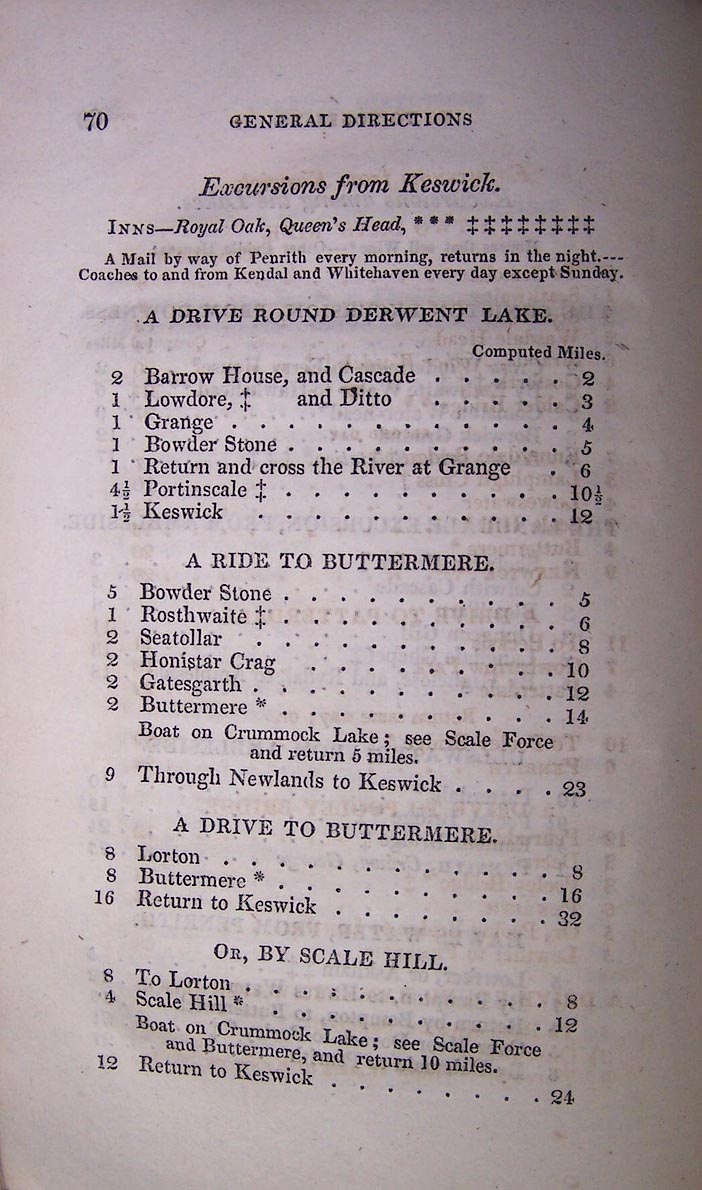 70 GENERAL DIRECTIONS
Excursions from Keswick.
INNS—Royal Oak, Queen's Head, * * * ‡ ‡ ‡ ‡ ‡ ‡ ‡ ‡
A Mail by way of Penrith every morning, returns in the night.---
Coaches to and from Kendal and Whitehaven every day except Sunday.
A DRIVE ROUND DERWENT LAKE.
Computed Miles.
2 Barrow House, and Cascade . . . . . 2
1 Lowdore, ‡ and Ditto . . . . . 3
1 Grange . . . . . . . . . . . 4
1 Bowder Stone . . . . . . . . . . 5
1 Return and cross the River at Grange . 6
4½ Portinscale ‡ . . . . . . . . . . 10½
1½ Keswick . . . . . . . . . . . 12
A RIDE TO BUTTERMERE.
5 Bowder Stone . . . . . . . . . . 5
1 Rosthwaite ‡ . . . . . . . . . . 6
2 Seatollar . . . . . . . . . . . 8
2 Honistar Crag . . . . . . . . . 10
2 Gatesgarth . . . . . . . . . . . 12
2 Buttermere * . . . . . . . . . . 14
Boat on Crummock Lake; see Scale Force
and return 5 miles.
9 Through Newlands to Keswick . . . . 23
A DRIVE TO BUTTERMERE.
8 Lorton . . . . . . . . . . . . 8
8 Buttermere * . . . . . . . . . . 16
16 Return to Keswick . . . . . . . . 32
OR, BY SCALE HILL.
8 To Lorton . . . . . . . . . . . 8
4 Scale Hill * . . . . . . . . . . 12
Boat on Crummock Lake; see Scale Force
and Buttermere, and return 10 miles.
12 Return to Keswick . . . . . . . . 24